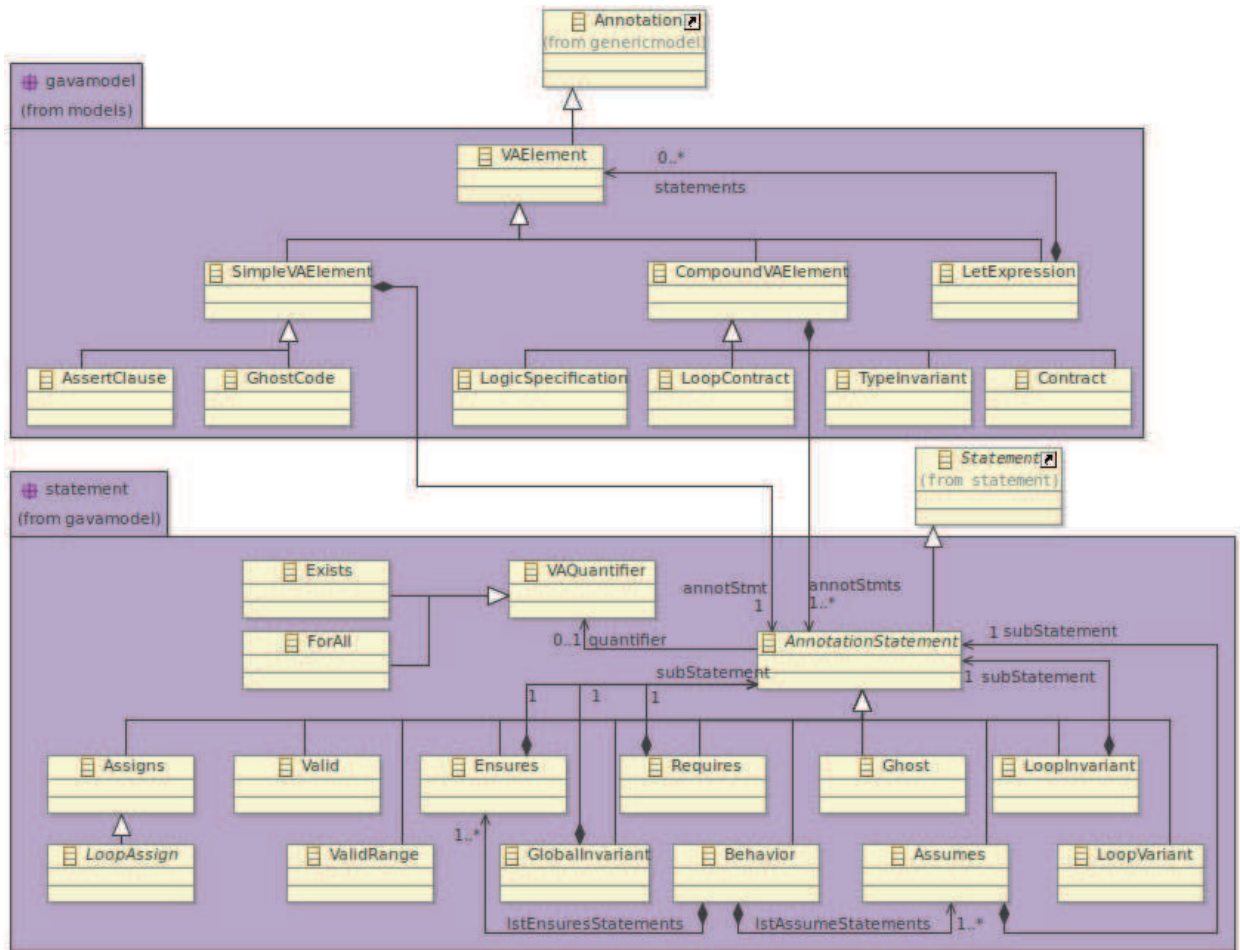 Annotation
(from genericmodel)
gavamodel
(from models)
VAElement
0..*
statements
SimpleVAElement
CompoundVAElement
LetExpression
AssertClause
GhostCode
LogicSpecification
LoopContract
TypeInvariant
Contract
Statement
(from statement)
statement
(from gavamodel)
Exists
VAQuantifier
annotStmt
1
annotStmts
1..*
ForAll
0..1 quantifier
AnnotationStatement
1 subStatement
subStatement
1 subStatement
1
1
1
Assigns
Valid
Ensures
Requires
Ghost
LoopInvariant
1..*
LoopAssign
ValidRange
GlobalInvariant
Behavior
Assumes
LoopVariant
lstEnsuresStatements
lstAssumeStatements
1..*